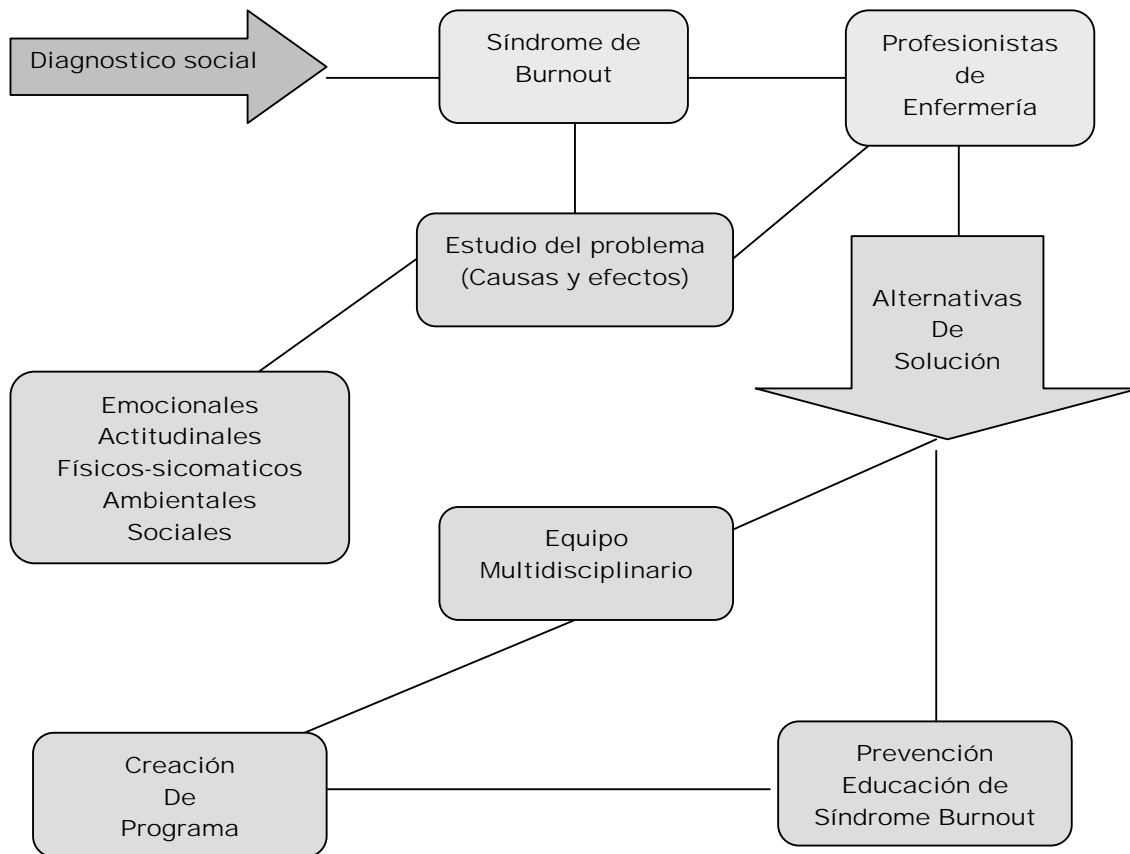 Diagnostico social
Síndrome de
Burnout
Profesionistas
de
Enfermería
Estudio del problema
(Causas y efectos)
Alternativas
De
Solución
Emocionales
Actitudinales
Físicos-sicomaticos
Ambientales
Sociales
Equipo
Multidisciplinario
Creación
De
Programa
Prevención
Educación de
Síndrome Burnout